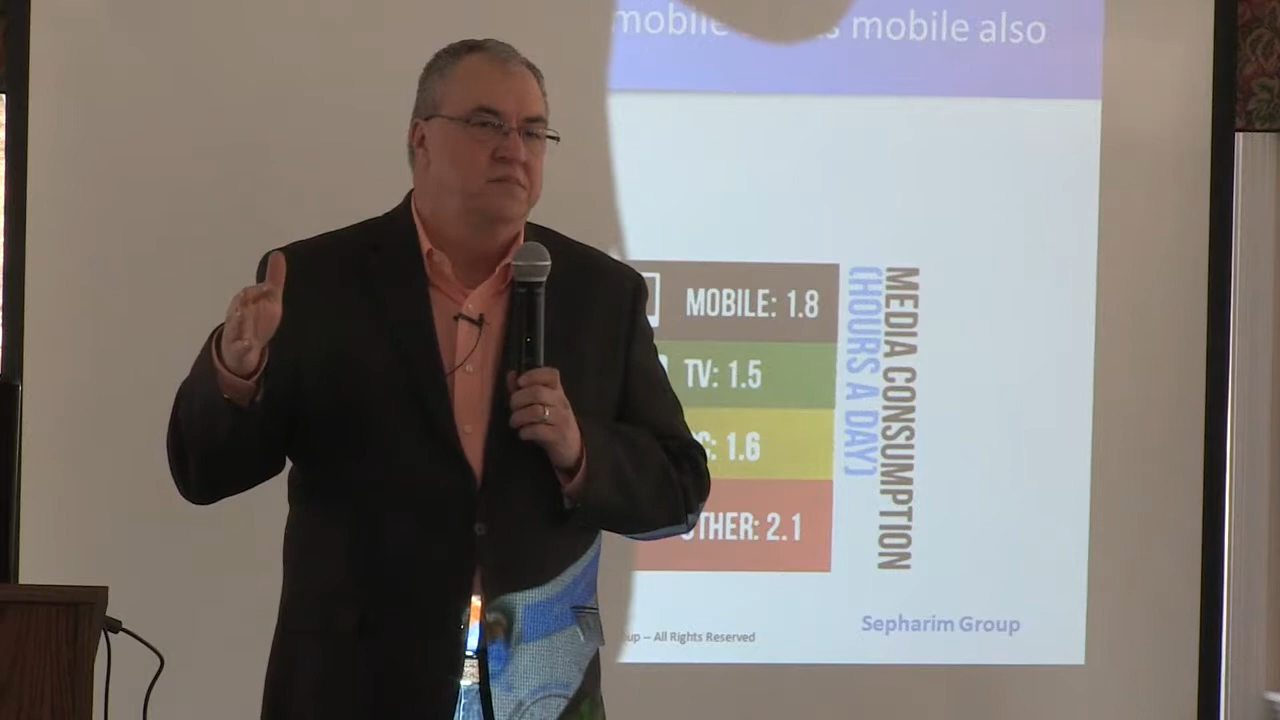 mobile mobile also
MOBILE: 1.8
TV: 1.5
: 1.6
OTHER: 2.1
MEDIA CONSUMPTION
(HOURS A DAY)
– All Rights Reserved
Sepharim Group